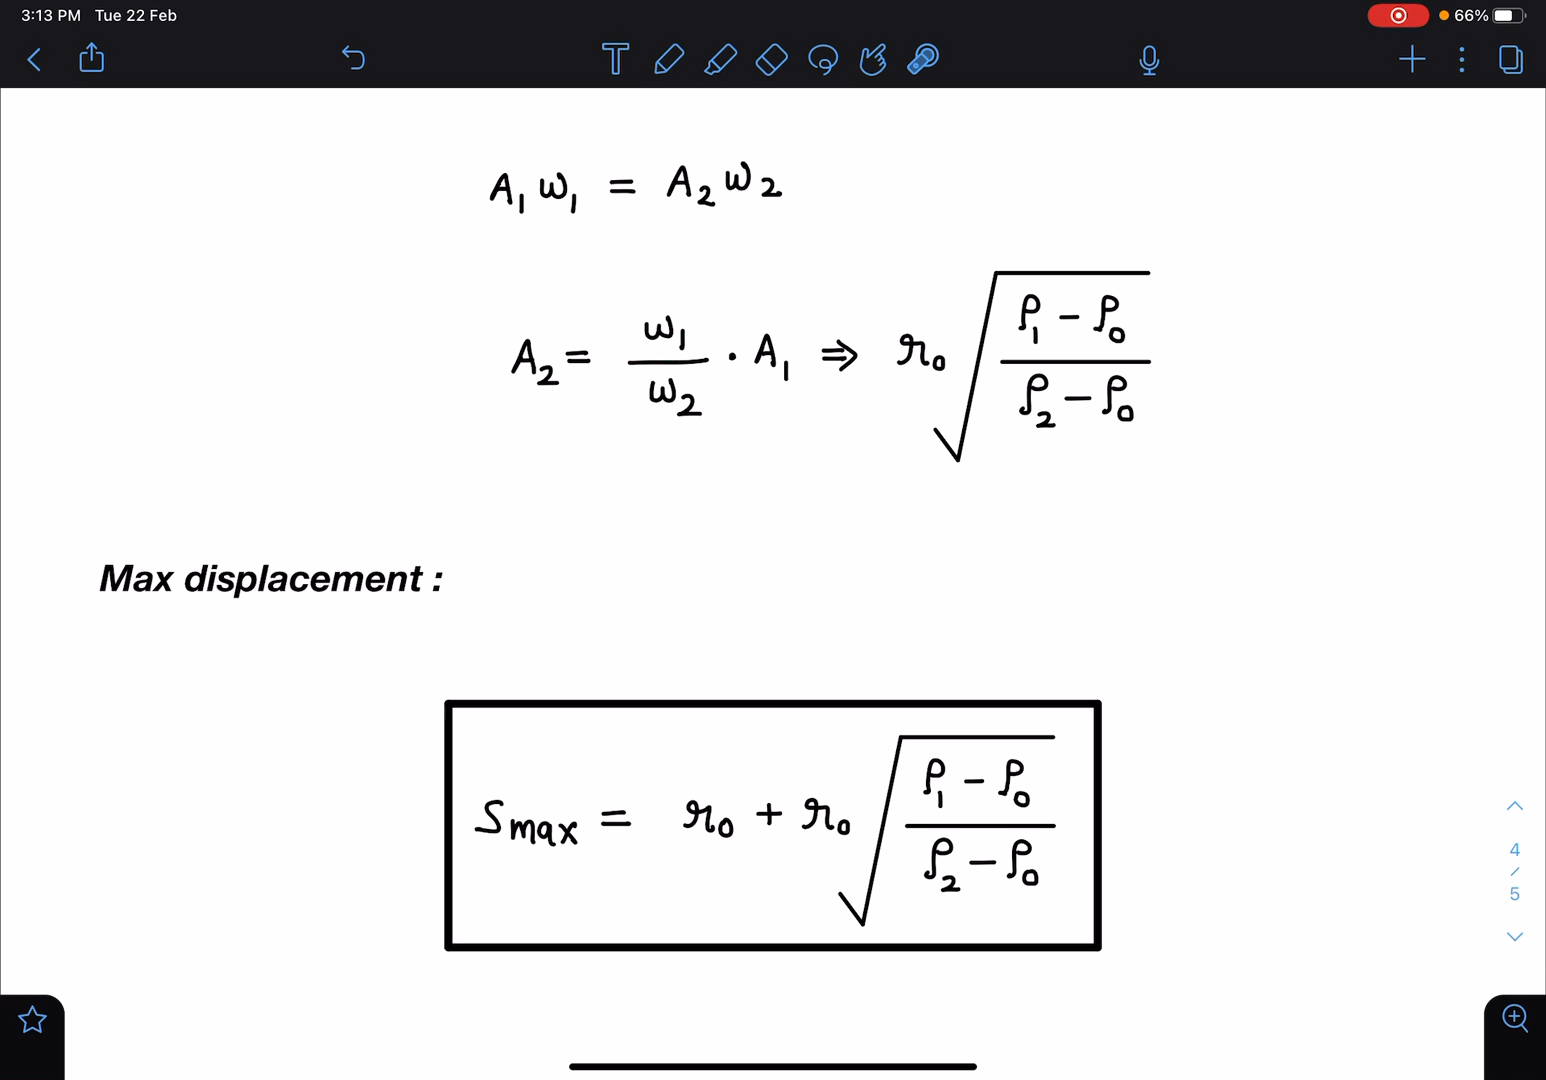 3:13 PM Tue 22 Feb
66%
A₁ω₁ = A₂ω₂
A₂ = ω₁/ω₂ · A₁ ⇒ r₀ √((ρ₁ − ρ₀)/(ρ₂ − ρ₀))
Max displacement :
Smax = r₀ + r₀ √((ρ₁ − ρ₀)/(ρ₂ − ρ₀))
4
/
5